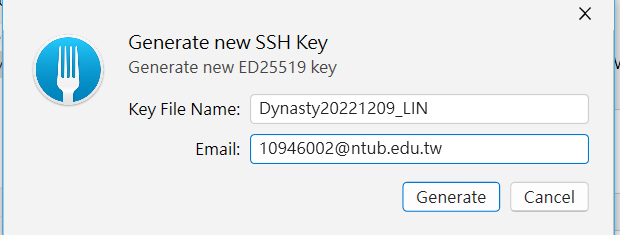 Generate new SSH Key
Generate new ED25519 key
Key File Name: Dynasty20221209_LIN
Email: 10946002@ntub.edu.tw
Generate Cancel